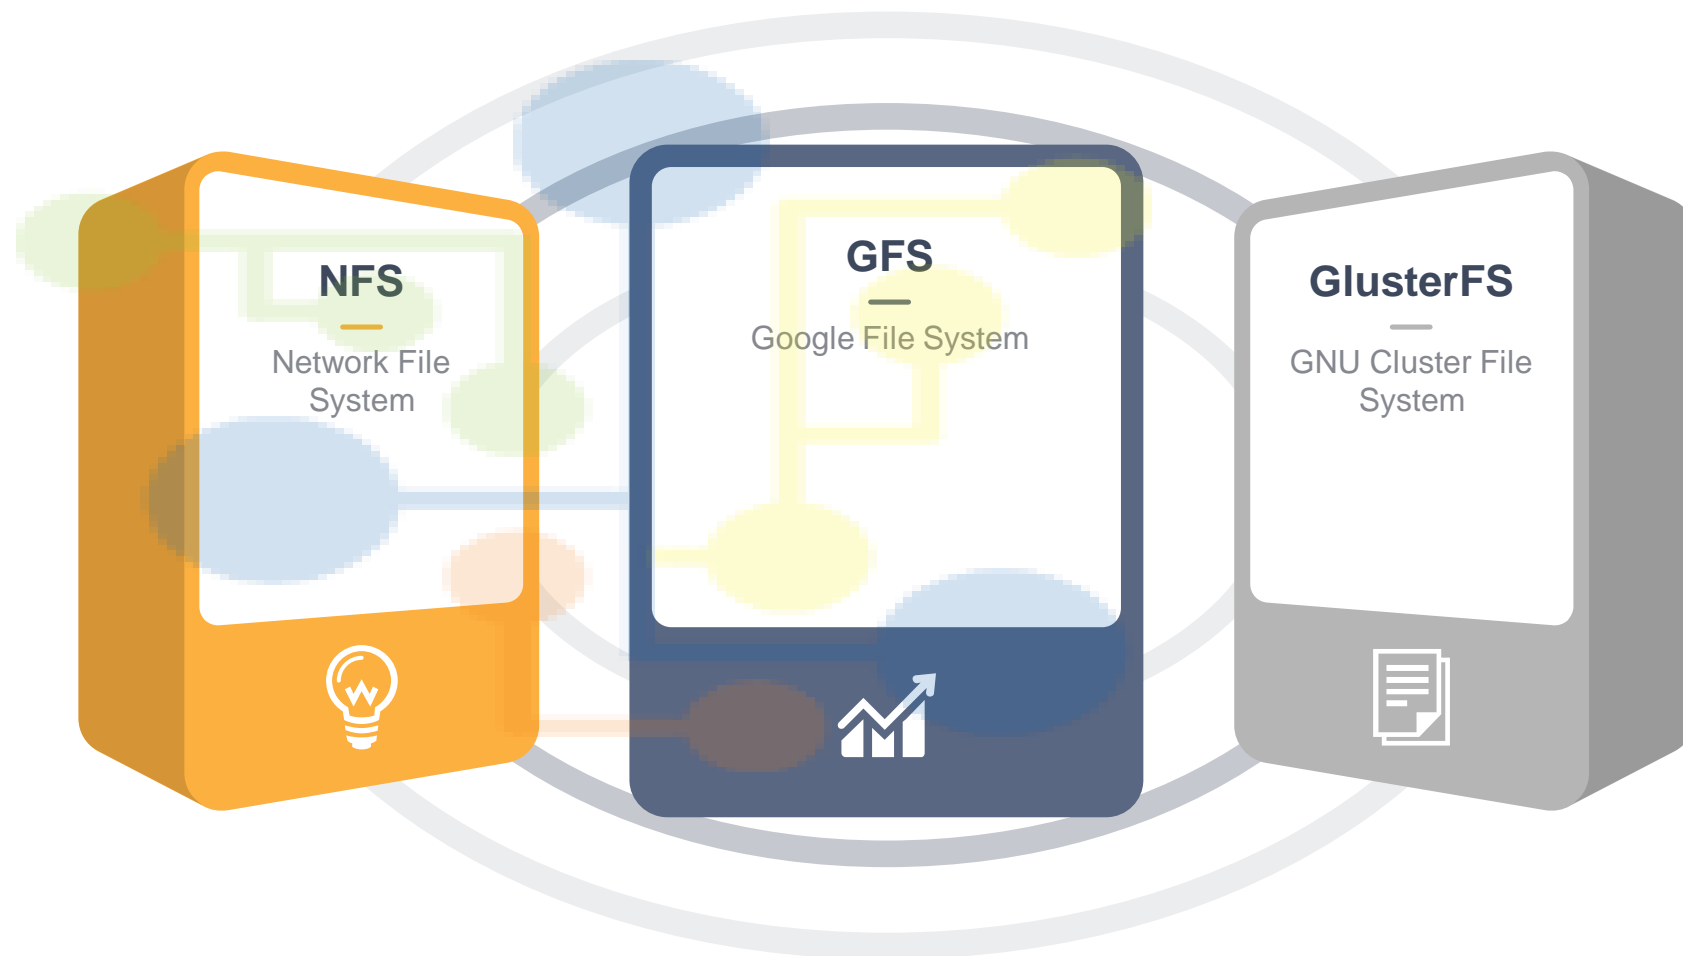 NFS
Network File
System
GFS
Google File System
GlusterFS
GNU Cluster File
System